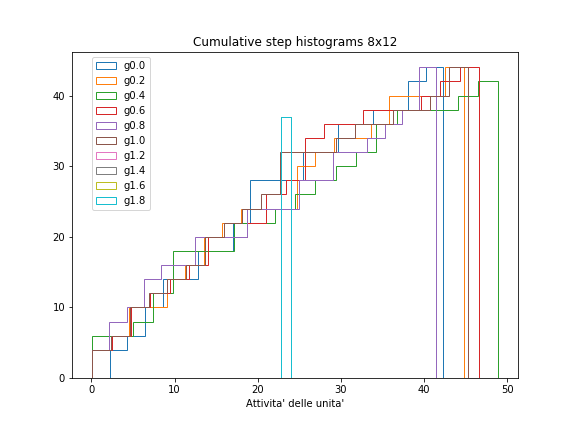 Cumulative step histograms 8x12
g0.0
g0.2
g0.4
g0.6
g0.8
g1.0
g1.2
g1.4
g1.6
g1.8
40
30
20
10
0
0 10 20 30 40 50
Attivita' delle unita'